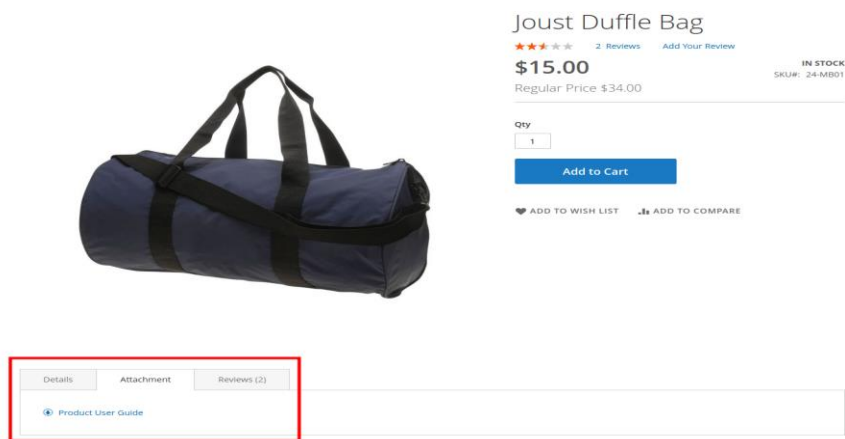 Joust Duffle Bag
2 Reviews Add Your Review
$15.00
IN STOCK
Regular Price $34.00
SKU#: 24-MB01
Qty
1
Add to Cart
ADD TO WISH LIST ADD TO COMPARE
Details Attachment Reviews (2)
Product User Guide